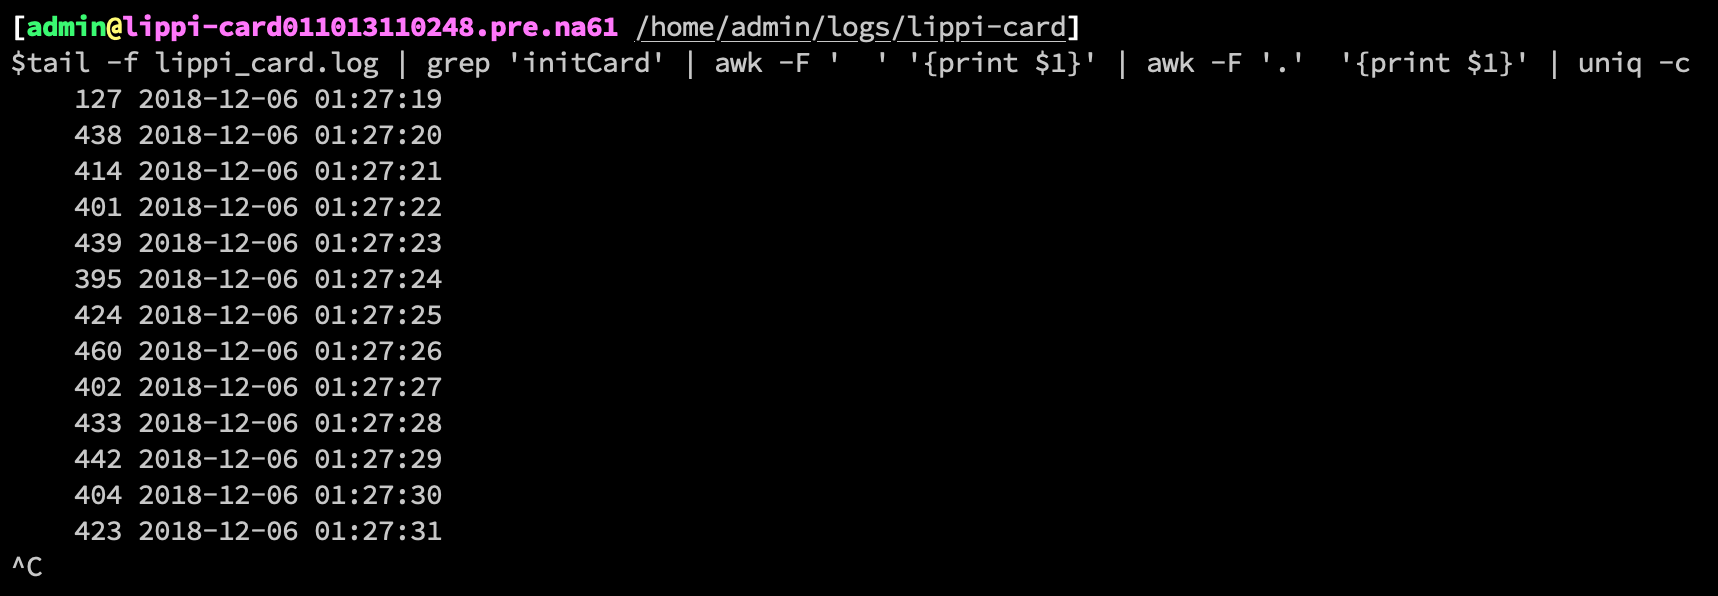 [admin@lippi-card011013110248.pre.na61 /home/admin/logs/lippi-card]
$tail -f lippi_card.log | grep 'initCard' | awk -F '  ' '{print $1}' | awk -F '.'  '{print $1}' | uniq -c
    127 2018-12-06 01:27:19
    438 2018-12-06 01:27:20
    414 2018-12-06 01:27:21
    401 2018-12-06 01:27:22
    439 2018-12-06 01:27:23
    395 2018-12-06 01:27:24
    424 2018-12-06 01:27:25
    460 2018-12-06 01:27:26
    402 2018-12-06 01:27:27
    433 2018-12-06 01:27:28
    442 2018-12-06 01:27:29
    404 2018-12-06 01:27:30
    423 2018-12-06 01:27:31
^C